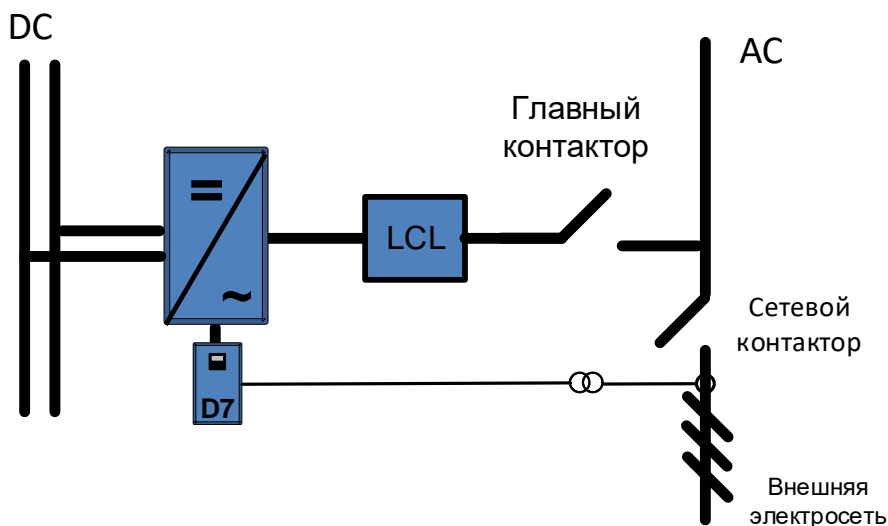 DC
AC
Главный
контактор
=
~
LCL
Сетевой
контактор
D7
Внешняя
электросеть